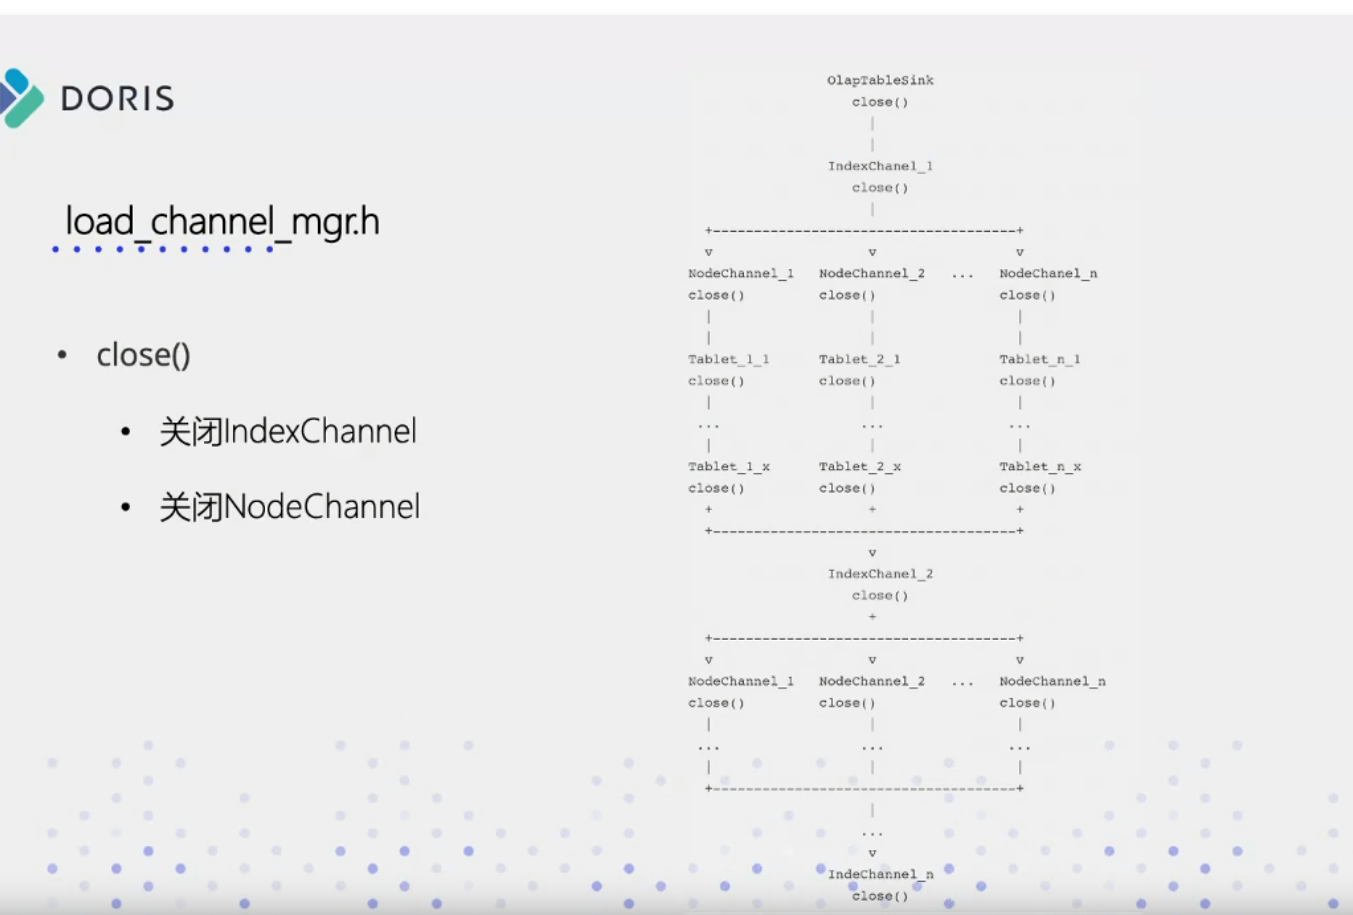 DORIS
load_channel_mgr.h
• close()
• 关闭IndexChannel
• 关闭NodeChannel
OlapTableSink
close()
|
|
IndexChanel_1
close()
|
+-------------------------------------+
v v v
NodeChannel_1 NodeChannel_2 ... NodeChanel_n
close() close() close()
| | |
| | |
Tablet_1_1 Tablet_2_1 Tablet_n_1
close() close() close()
| | |
... ... ...
| | |
Tablet_1_x Tablet_2_x Tablet_n_x
close() close() close()
+ + +
+-------------------------------------+
v
IndexChanel_2
close()
+
+-------------------------------------+
v v v
NodeChannel_1 NodeChannel_2 ... NodeChannel_n
close() close() close()
| | |
... ... ...
| | |
+-------------------------------------+
|
...
v
IndeChannel_n
close()